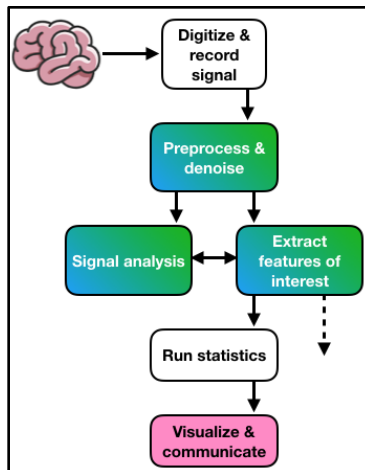 Digitize &
record
signal
Preprocess &
denoise
Signal analysis
Extract
features of
interest
Run statistics
Visualize &
communicate